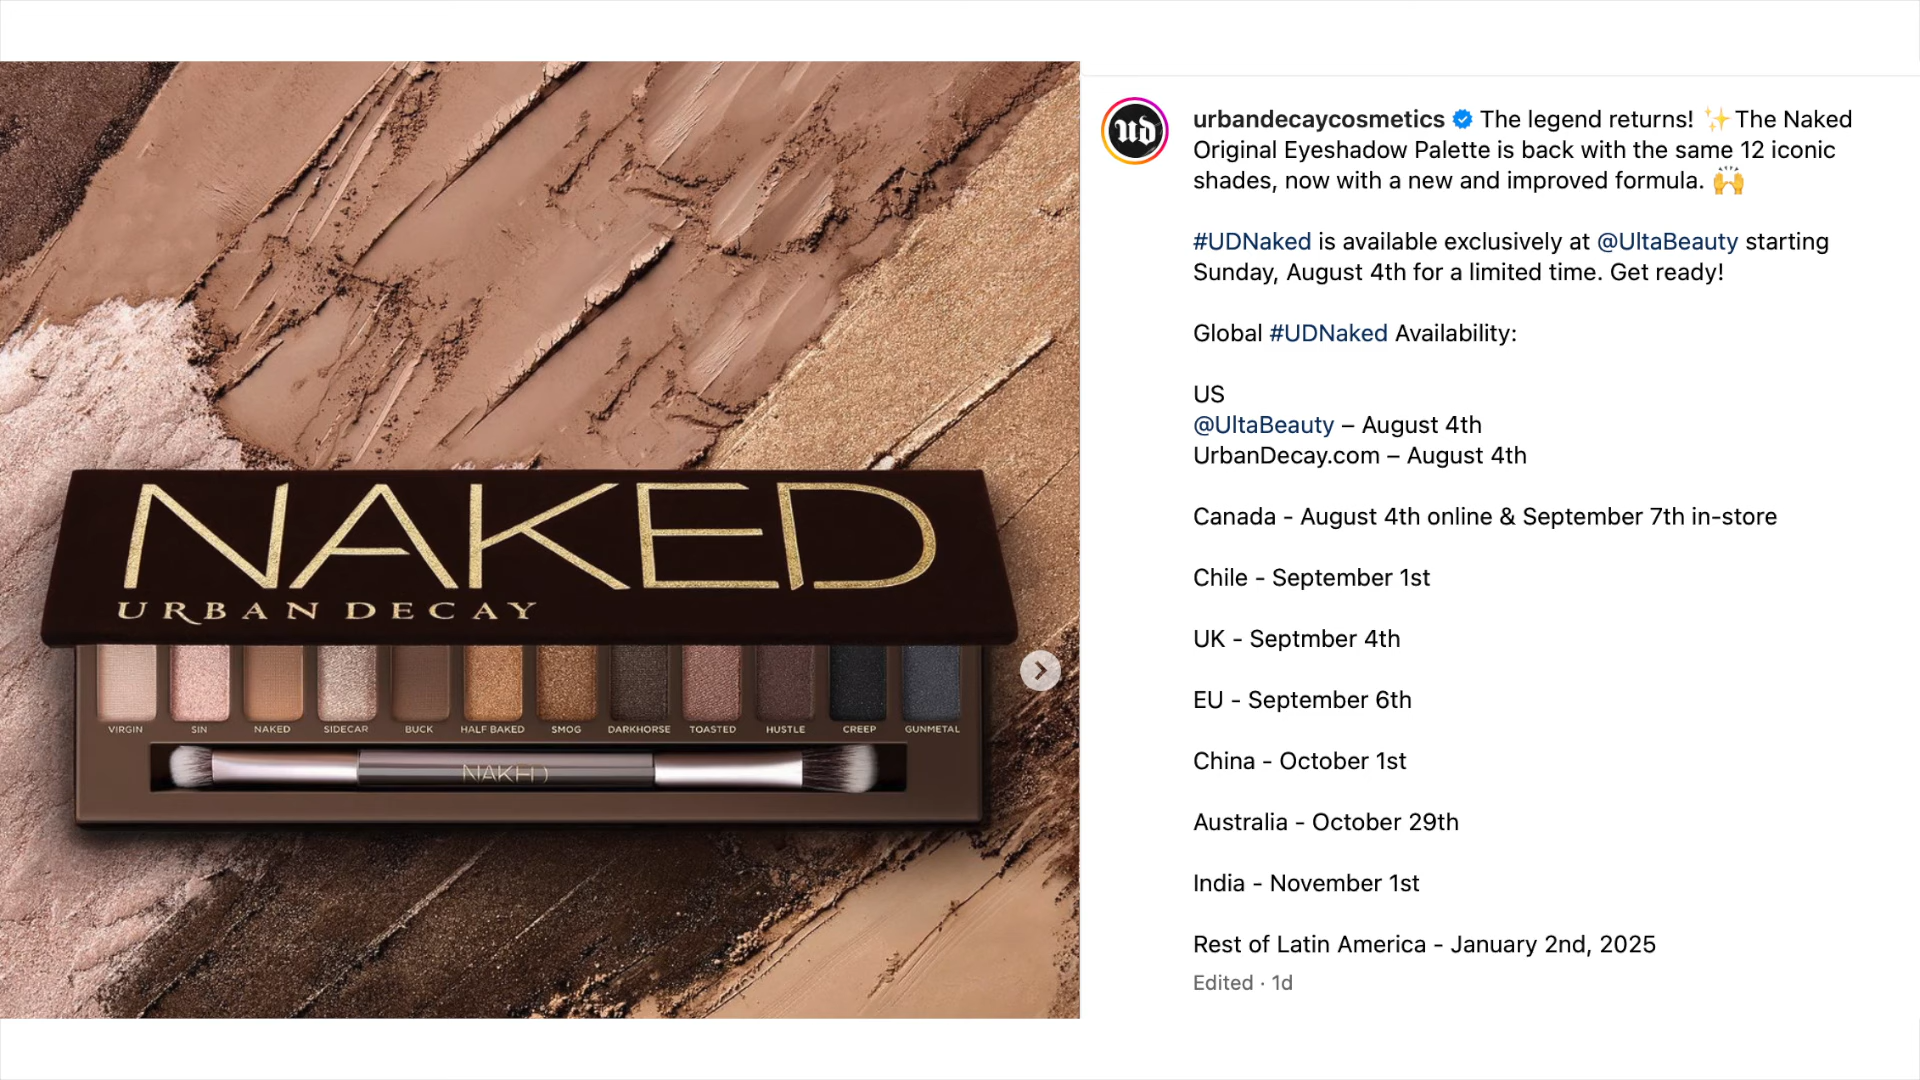 NAKED
URBAN DECAY
VIRGIN SIN NAKED SIDECAR BUCK HALF BAKED SMOG DARKHORSE TOASTED HUSTLE CREEP GUNMETAL
NAKED
ud
urbandecaycosmetics The legend returns! ✨The Naked
Original Eyeshadow Palette is back with the same 12 iconic
shades, now with a new and improved formula. 🙌
#UDNaked is available exclusively at @UltaBeauty starting
Sunday, August 4th for a limited time. Get ready!
Global #UDNaked Availability:
US
@UltaBeauty – August 4th
UrbanDecay.com – August 4th
Canada - August 4th online & September 7th in-store
Chile - September 1st
UK - Septmber 4th
EU - September 6th
China - October 1st
Australia - October 29th
India - November 1st
Rest of Latin America - January 2nd, 2025
Edited · 1d